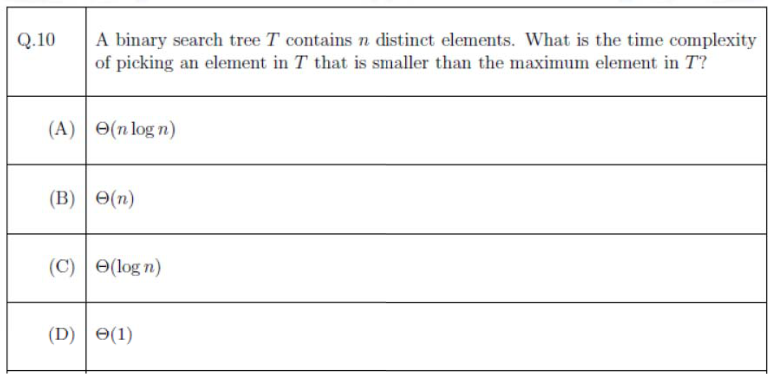 Q.10 A binary search tree T contains n distinct elements. What is the time complexity
of picking an element in T that is smaller than the maximum element in T?
(A) Θ(n log n)
(B) Θ(n)
(C) Θ(log n)
(D) Θ(1)